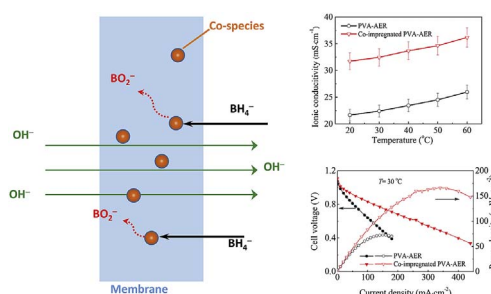 Co-species
BO₂⁻
BH₄⁻
OH⁻
OH⁻
OH⁻
BO₂⁻
BH₄⁻
Membrane
Ionic conductivity (mS·cm⁻¹)
40
35
30
25
20
PVA-AER
Co-impregnated PVA-AER
20 30 40 50 60
Temperature (°C)
Cell voltage (V)
1.2
0.8
0.4
0.0
T=30 °C
PVA-AER
Co-impregnated PVA-AER
150
100
50
0
0 100 200 300 400
Current density (mA·cm⁻²)